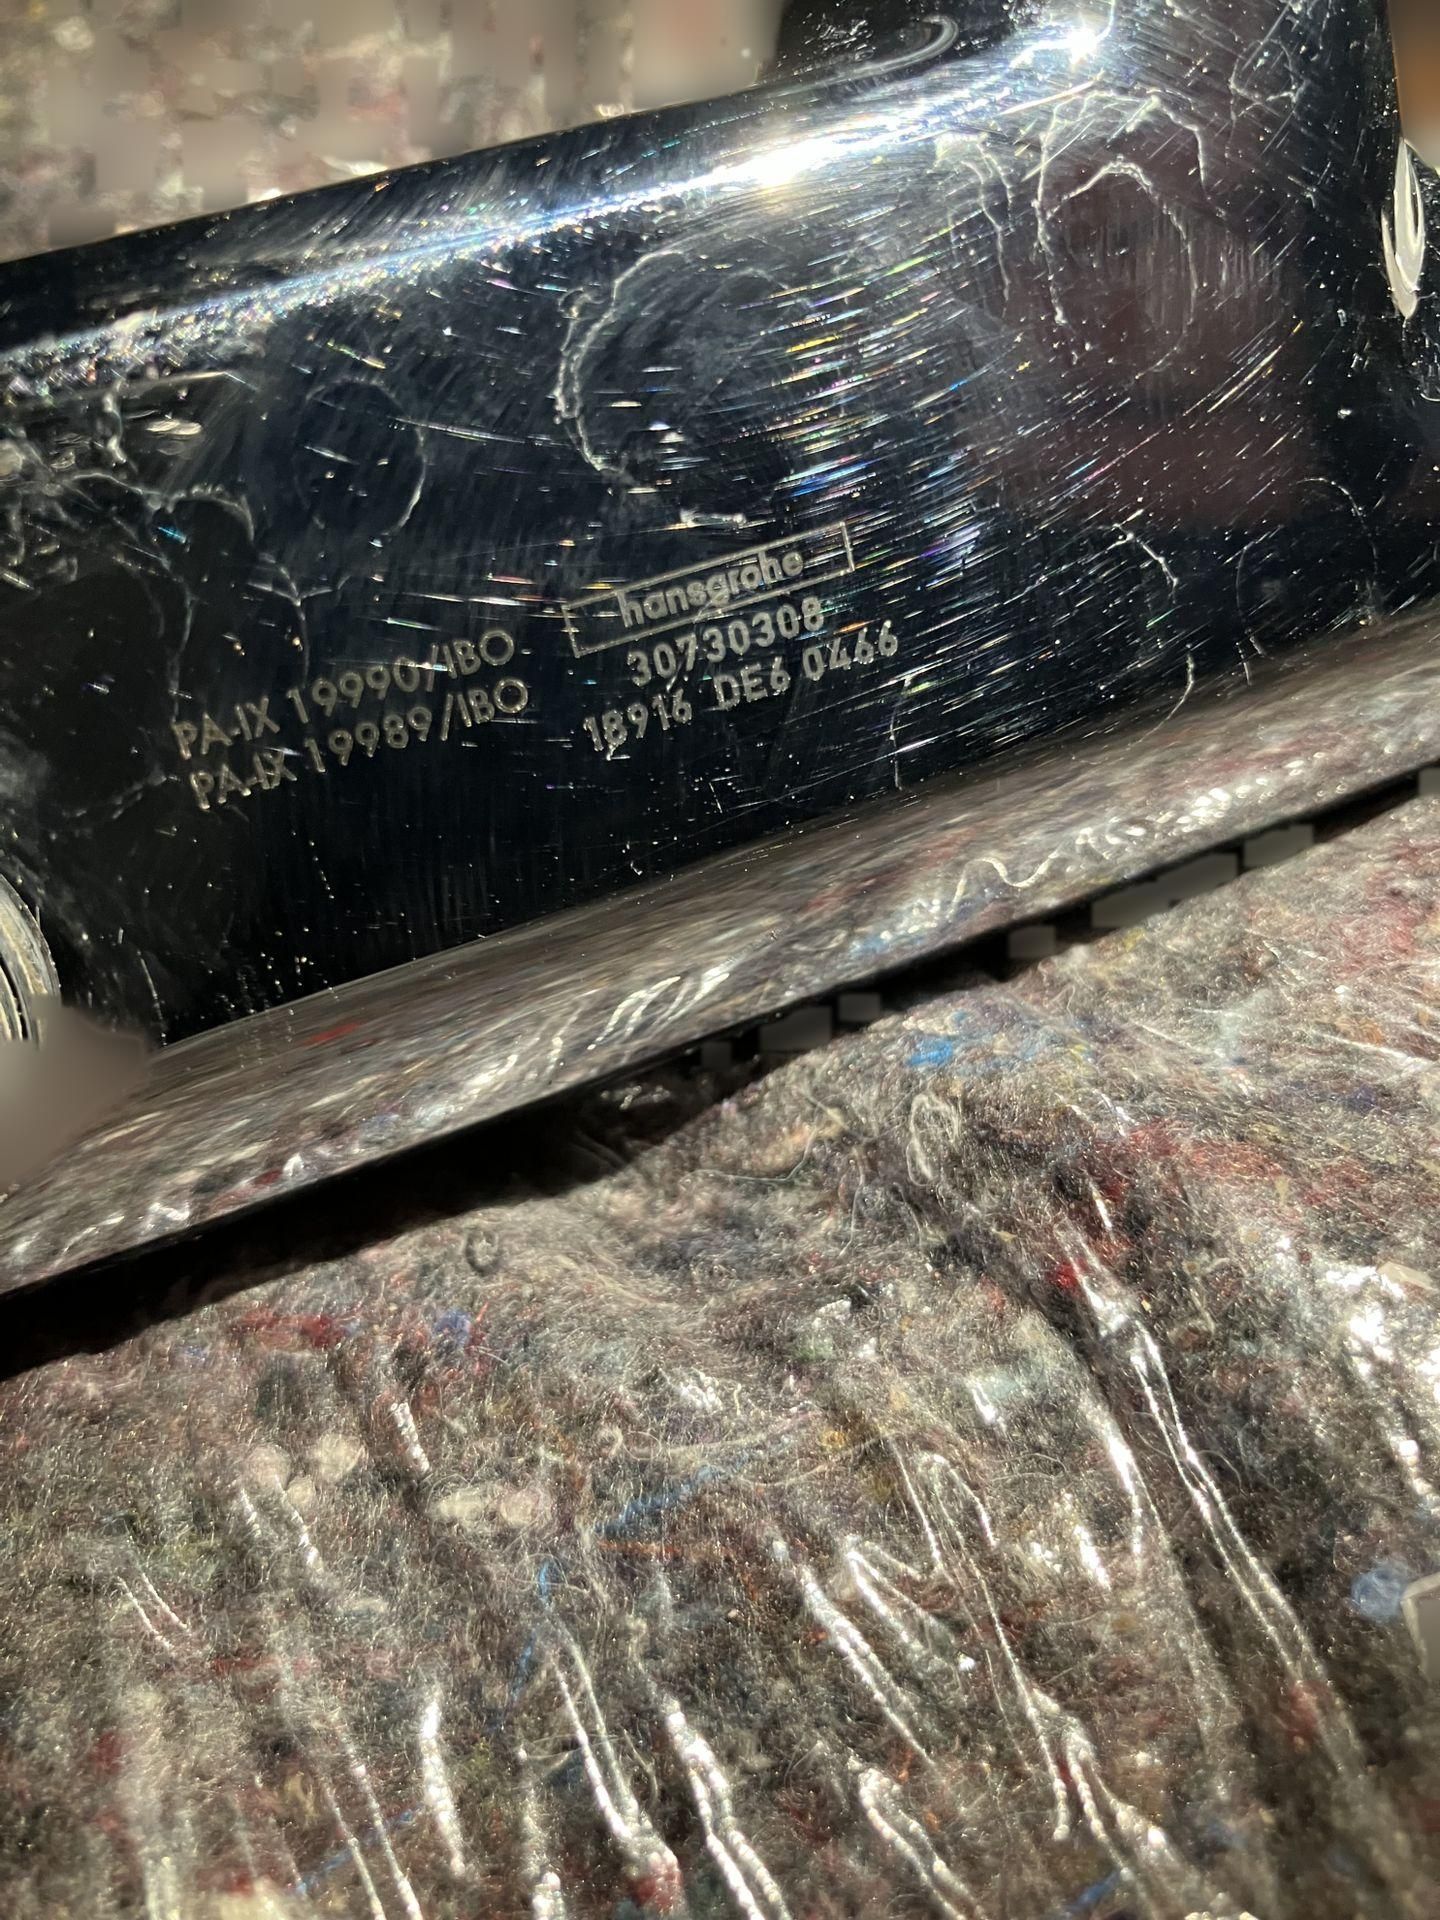 hansgrohe
30730308
18916 DE6 0466
PA-IX 19990/IBO
PA-IX 19989/IBO